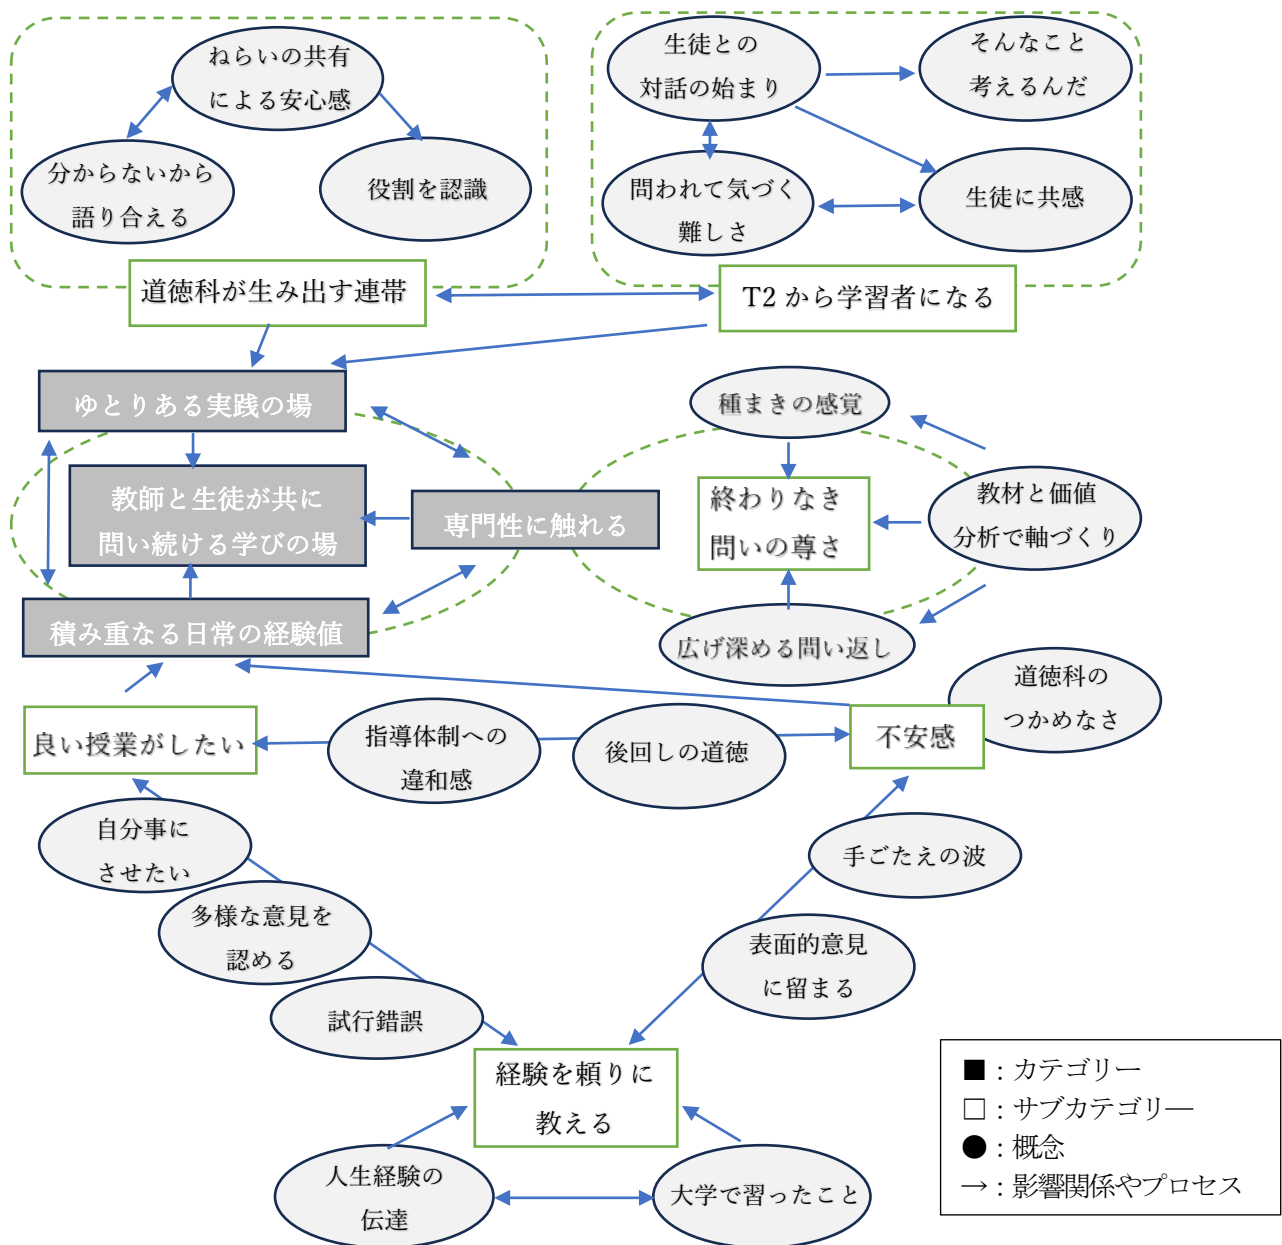 ねらいの共有
による安心感
分からないから
語り合える
役割を認識
道徳科が生み出す連帯
生徒との
対話の始まり
そんなこと
考えるんだ
問われて気づく
難しさ
生徒に共感
T2 から学習者になる
ゆとりある実践の場
教師と生徒が共に
問い続ける学びの場
専門性に触れる
積み重なる日常の経験値
種まきの感覚
終わりなき
問いの尊さ
教材と価値
分析で軸づくり
広げ深める問い返し
道徳科の
つかめなさ
良い授業がしたい
指導体制への
違和感
後回しの道徳
不安感
自分事に
させたい
多様な意見を
認める
試行錯誤
手ごたえの波
表面的意見
に留まる
経験を頼りに
教える
人生経験の
伝達
大学で習ったこと
■：カテゴリー
□：サブカテゴリ―
●：概念
→：影響関係やプロセス